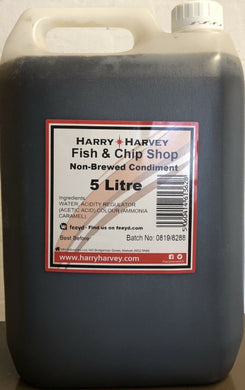 HARRY HARVEY
Fish & Chip Shop
Non-Brewed Condiment
5 Litre
Ingredients:
WATER, ACIDITY REGULATOR
(ACETIC ACID) COLOUR (AMMONIA
CARAMEL)
feeyd - Find us on feeyd.com
Best Before
Batch No: 0819/8288
www.harryharvey.com